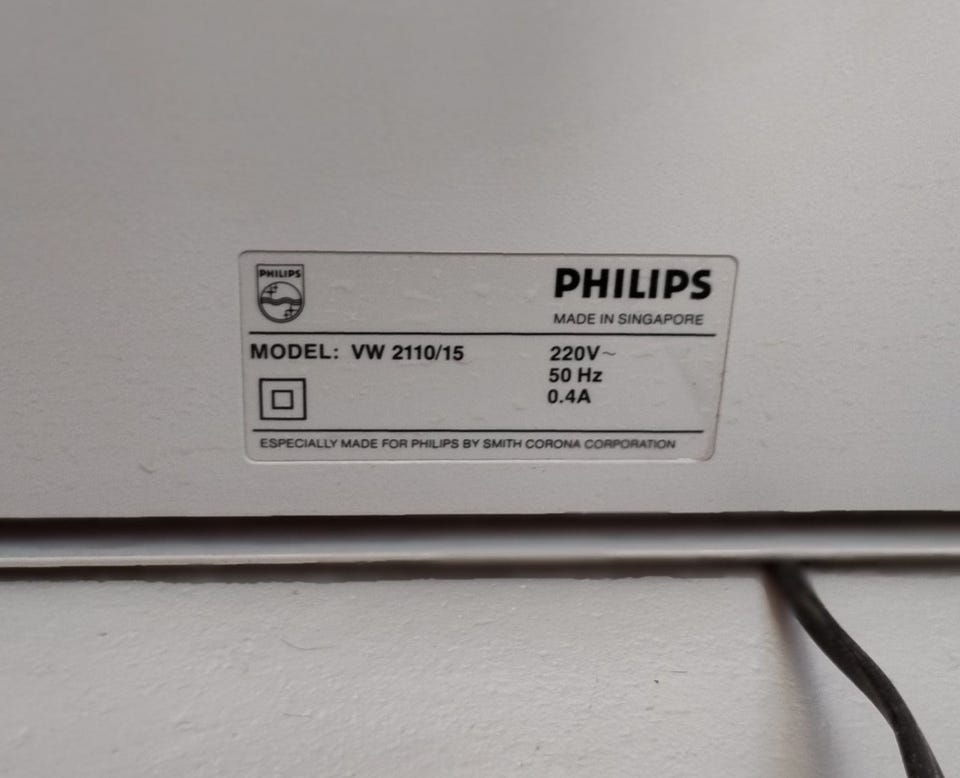 PHILIPS
PHILIPS
MADE IN SINGAPORE
MODEL: VW 2110/15
220V~
50 Hz
0.4A
ESPECIALLY MADE FOR PHILIPS BY SMITH CORONA CORPORATION